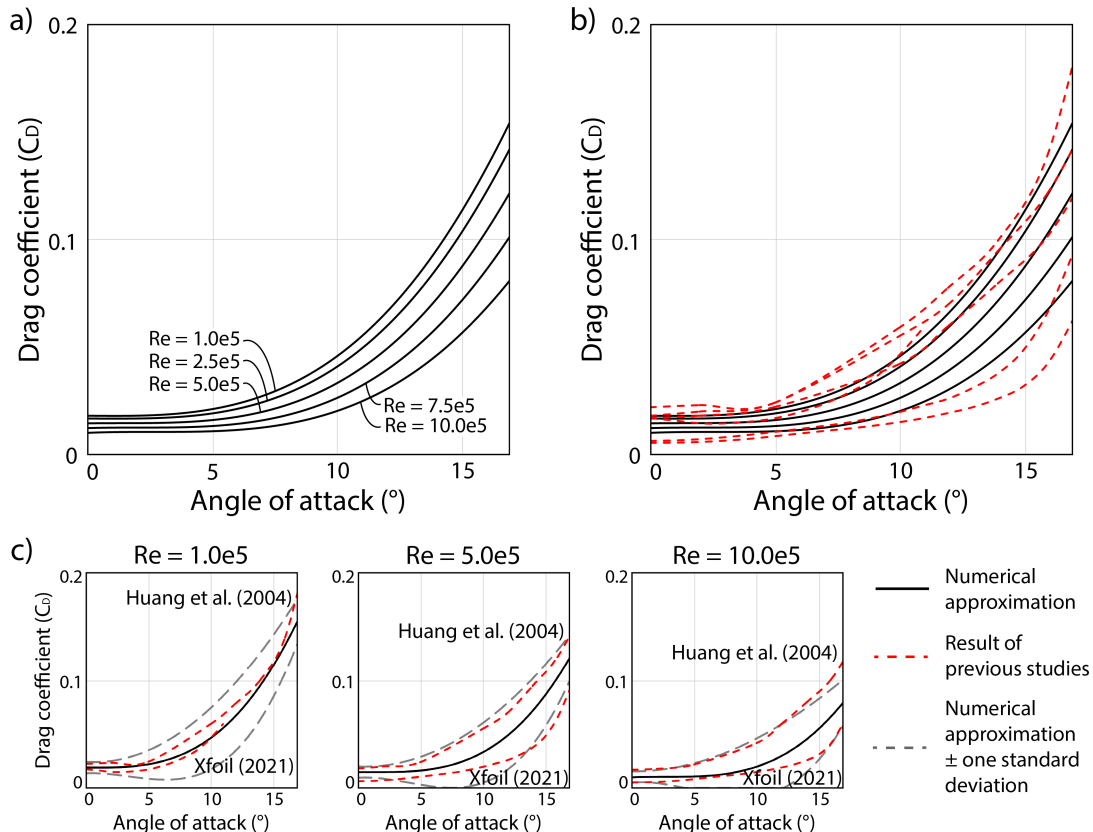 a)
0.2
0.1
0
Drag coefficient (CD)
Re = 1.0e5
Re = 2.5e5
Re = 5.0e5
Re = 7.5e5
Re = 10.0e5
0 5 10 15
Angle of attack (°)
b)
0.2
0.1
0
Drag coefficient (CD)
0 5 10 15
Angle of attack (°)
c)
Re = 1.0e5
0.2
0.1
0
Drag coefficient (CD)
Huang et al. (2004)
Xfoil (2021)
0 5 10 15
Angle of attack (°)
Re = 5.0e5
0.2
0.1
0
Huang et al. (2004)
Xfoil (2021)
0 5 10 15
Angle of attack (°)
Re = 10.0e5
0.2
0.1
0
Huang et al. (2004)
Xfoil (2021)
0 5 10 15
Angle of attack (°)
Numerical
approximation
Result of
previous studies
Numerical
approximation
± one standard
deviation